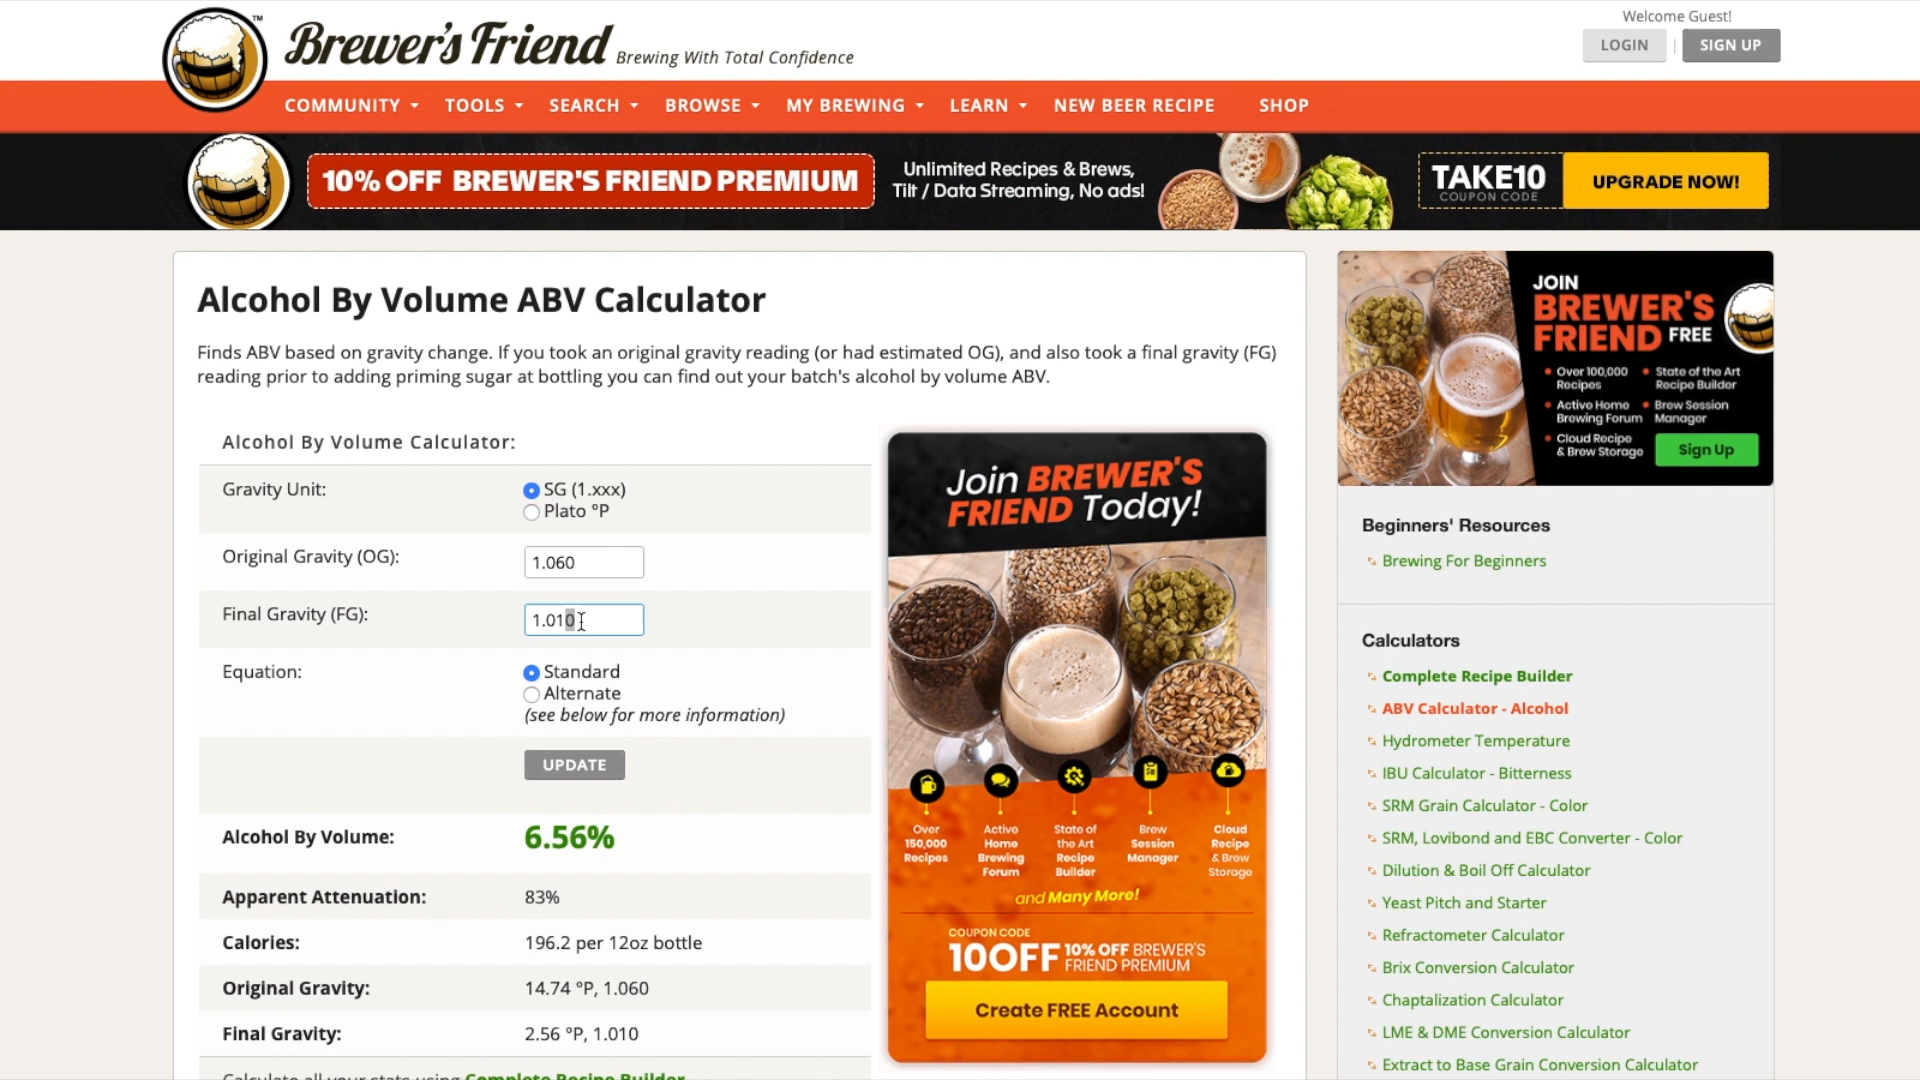 Welcome Guest!
LOGIN | SIGN UP
Brewer's Friend™ Brewing With Total Confidence
COMMUNITY TOOLS SEARCH BROWSE MY BREWING LEARN NEW BEER RECIPE SHOP
10% OFF BREWER'S FRIEND PREMIUM
Unlimited Recipes & Brews,
Tilt / Data Streaming, No ads!
TAKE10
COUPON CODE
UPGRADE NOW!
Alcohol By Volume ABV Calculator
Finds ABV based on gravity change. If you took an original gravity reading (or had estimated OG), and also took a final gravity (FG)
reading prior to adding priming sugar at bottling you can find out your batch's alcohol by volume ABV.
Alcohol By Volume Calculator:
Gravity Unit:
SG (1.xxx)
Plato °P
Original Gravity (OG):
1.060
Final Gravity (FG):
1.010
Equation:
Standard
Alternate
(see below for more information)
UPDATE
Alcohol By Volume: 6.56%
Apparent Attenuation: 83%
Calories: 196.2 per 12oz bottle
Original Gravity: 14.74 °P, 1.060
Final Gravity: 2.56 °P, 1.010
Calculate all your stats using Complete Recipe Builder
Join BREWER'S
FRIEND Today!
Over
150,000
Recipes
Active
Home
Brewing
Forum
State of
the Art
Recipe
Builder
Brew
Session
Manager
Cloud
Recipe
& Brew
Storage
and Many More!
COUPON CODE
10OFF 10% OFF BREWER'S
FRIEND PREMIUM
Create FREE Account
JOIN
BREWER'S
FRIEND FREE
Over 100,000
Recipes
State of the Art
Recipe Builder
Active Home
Brewing Forum
Brew Session
Manager
Cloud Recipe
& Brew Storage
Sign Up
Beginners' Resources
Brewing For Beginners
Calculators
Complete Recipe Builder
ABV Calculator - Alcohol
Hydrometer Temperature
IBU Calculator - Bitterness
SRM Grain Calculator - Color
SRM, Lovibond and EBC Converter - Color
Dilution & Boil Off Calculator
Yeast Pitch and Starter
Refractometer Calculator
Brix Conversion Calculator
Chaptalization Calculator
LME & DME Conversion Calculator
Extract to Base Grain Conversion Calculator